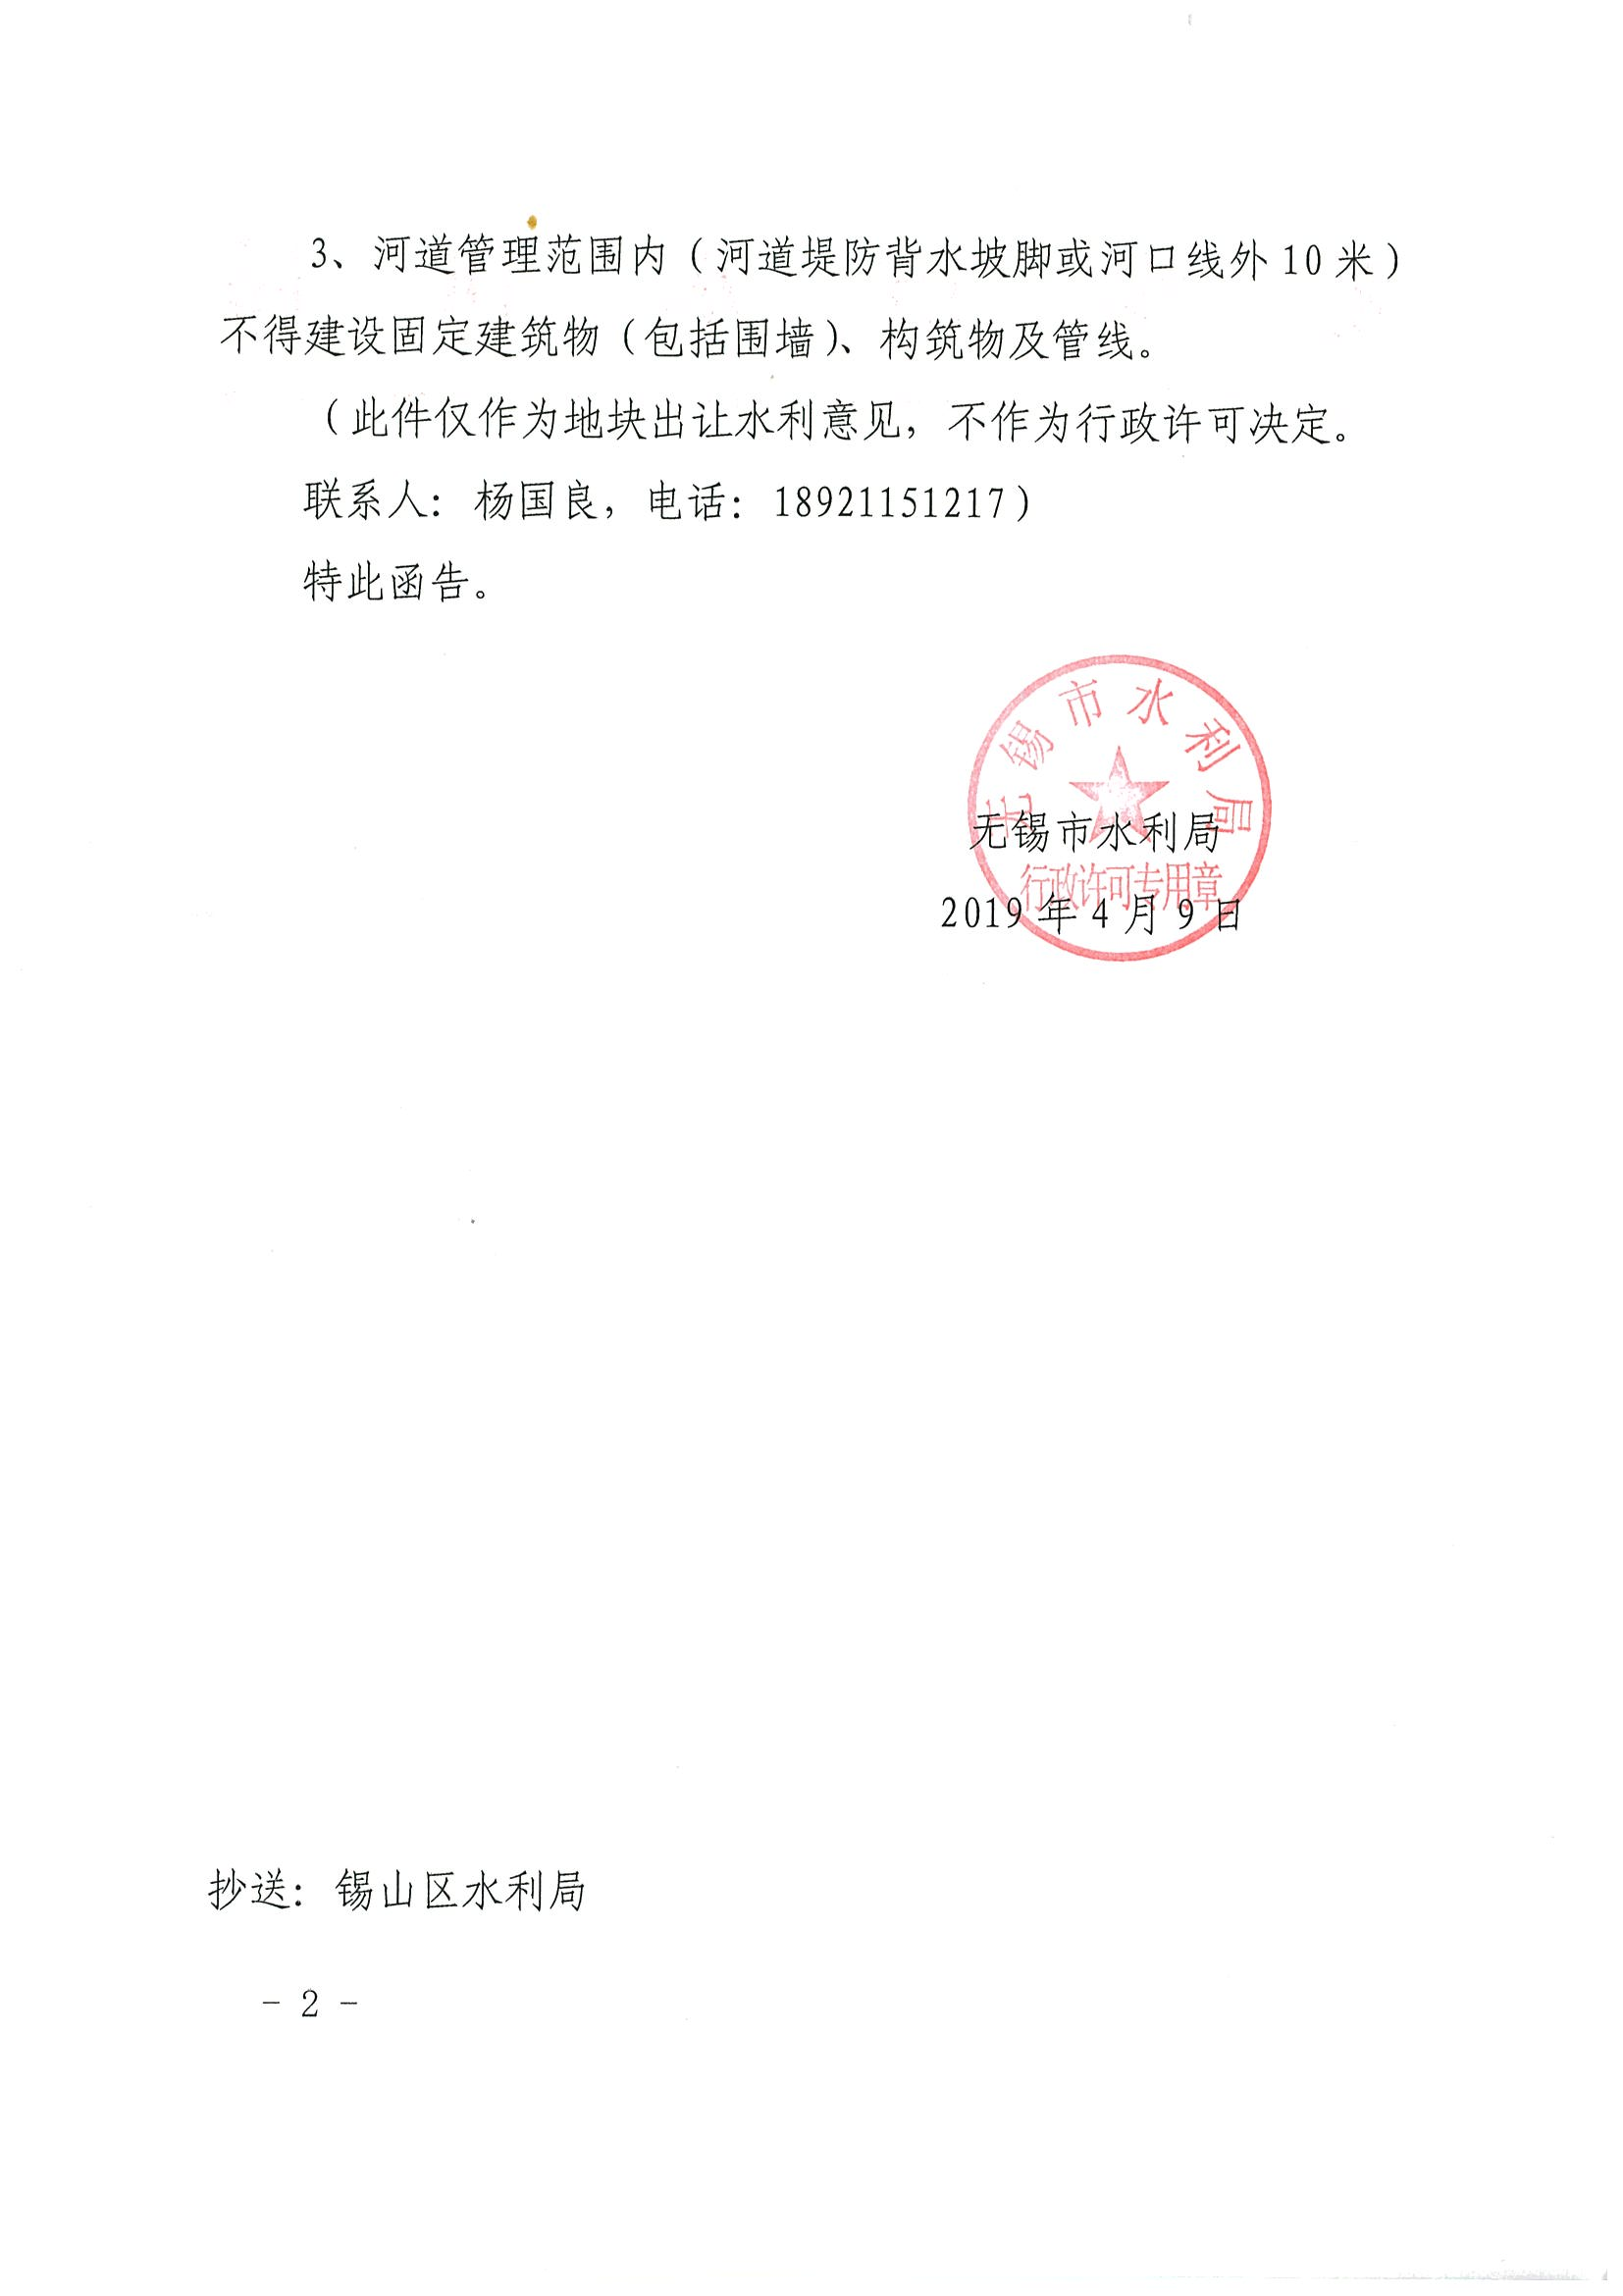 3、河道管理范围内（河道堤防背水坡脚或河口线外10米）
不得建设固定建筑物（包括围墙）、构筑物及管线。
（此件仅作为地块出让水利意见，不作为行政许可决定。
联系人：杨国良，电话：18921151217）
特此函告。
无锡市水利局
行政许可专用章
无锡市水利局
2019年4月9日
抄送：锡山区水利局
- 2 -